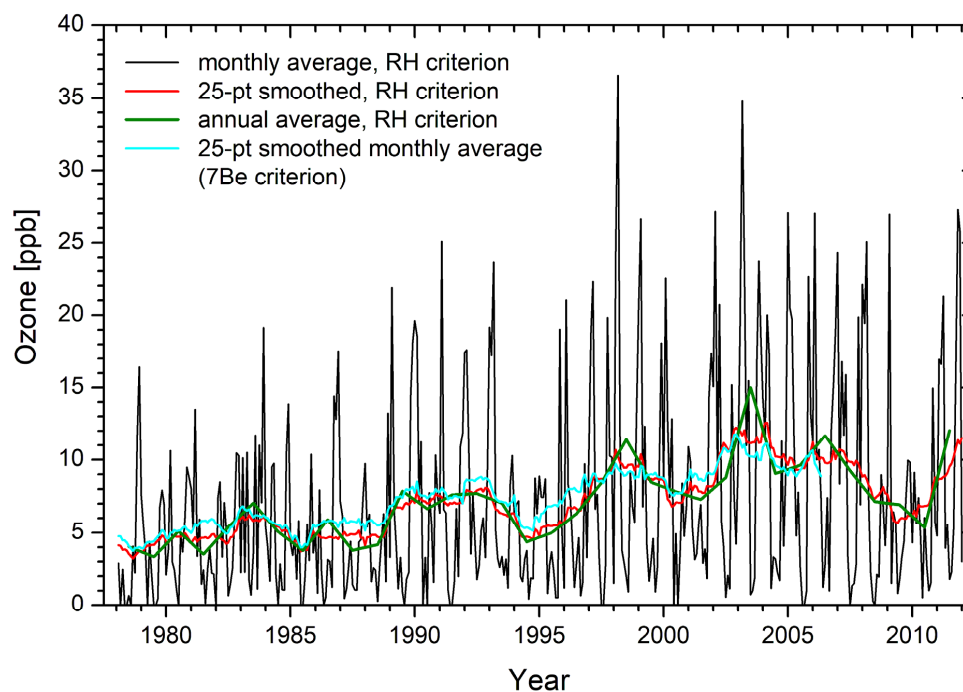 40
35
30
25
20
15
10
5
0
Ozone [ppb]
monthly average, RH criterion
25-pt smoothed, RH criterion
annual average, RH criterion
25-pt smoothed monthly average
(7Be criterion)
1980 1985 1990 1995 2000 2005 2010
Year